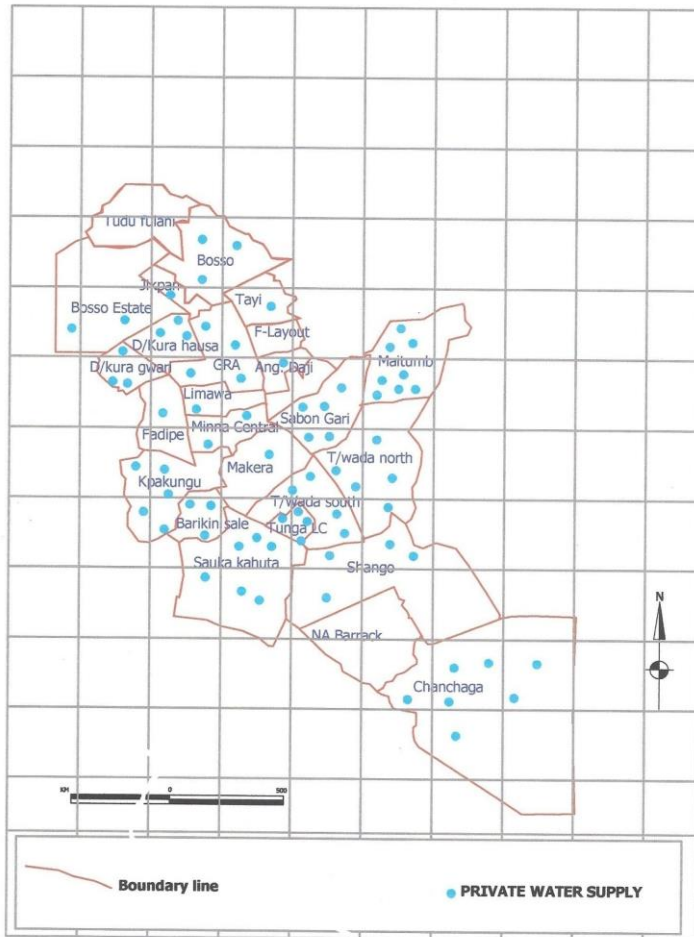 Tudu fulani
Bosso
Jikpan
Tayi
Bosso Estate
F-Layout
D/Kura hausa
Maitumb
D/kura gwari
GRA
Ang. Daji
Limawa
Sabon Gari
Fadipe
Minna Central
T/wada north
Makera
Kpakungu
T/Wada south
Barikin sale
Tunga LC
Sauka kahuta
Shango
N
NA Barrack
Chanchaga
KM
0
500
Boundary line
PRIVATE WATER SUPPLY